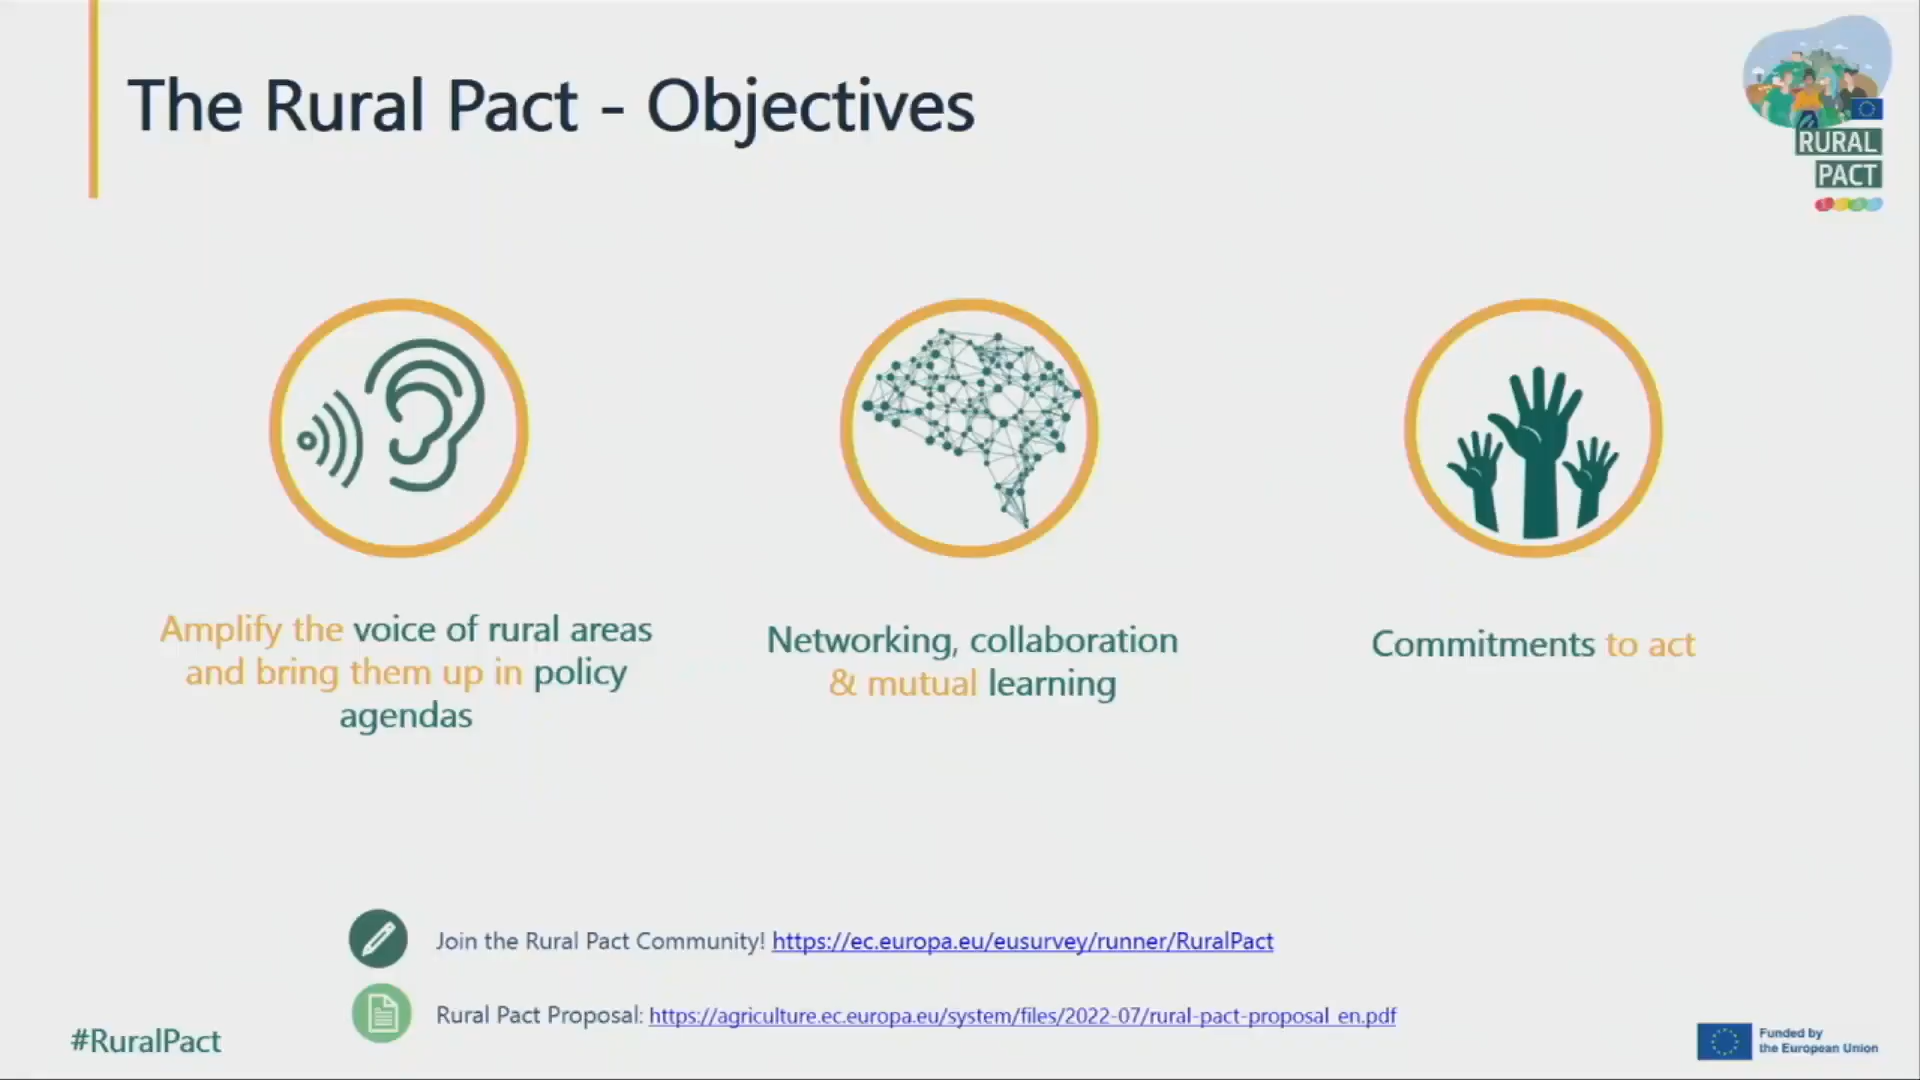 The Rural Pact - Objectives
RURAL
PACT
Amplify the voice of rural areas
and bring them up in policy
agendas
Networking, collaboration
& mutual learning
Commitments to act
Join the Rural Pact Community! https://ec.europa.eu/eusurvey/runner/RuralPact
Rural Pact Proposal: https://agriculture.ec.europa.eu/system/files/2022-07/rural-pact-proposal_en.pdf
#RuralPact
Funded by
the European Union